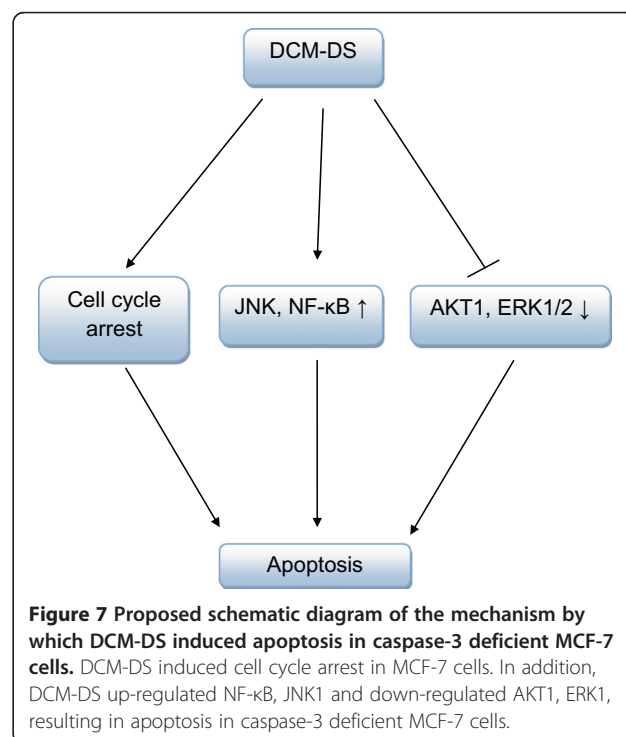 DCM-DS
Cell cycle
arrest
JNK, NF-κB ↑
AKT1, ERK1/2 ↓
Apoptosis
Figure 7 Proposed schematic diagram of the mechanism by
which DCM-DS induced apoptosis in caspase-3 deficient MCF-7
cells. DCM-DS induced cell cycle arrest in MCF-7 cells. In addition,
DCM-DS up-regulated NF-κB, JNK1 and down-regulated AKT1, ERK1,
resulting in apoptosis in caspase-3 deficient MCF-7 cells.